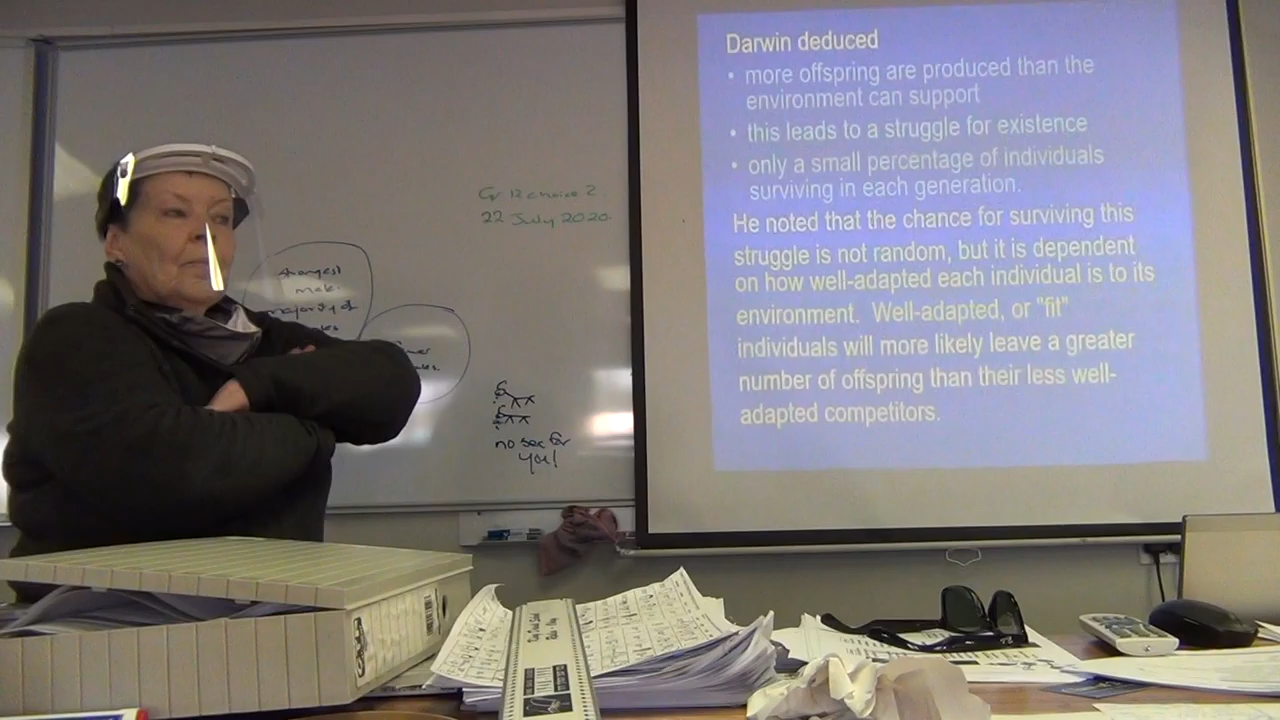 Gr 12 choice 2.
22 July 2020.
strongest
male.
majority of
no sex for
you!
Darwin deduced
• more offspring are produced than the
environment can support
• this leads to a struggle for existence
• only a small percentage of individuals
surviving in each generation.
He noted that the chance for surviving this
struggle is not random, but it is dependent
on how well-adapted each individual is to its
environment. Well-adapted, or "fit"
individuals will more likely leave a greater
number of offspring than their less well-
adapted competitors.